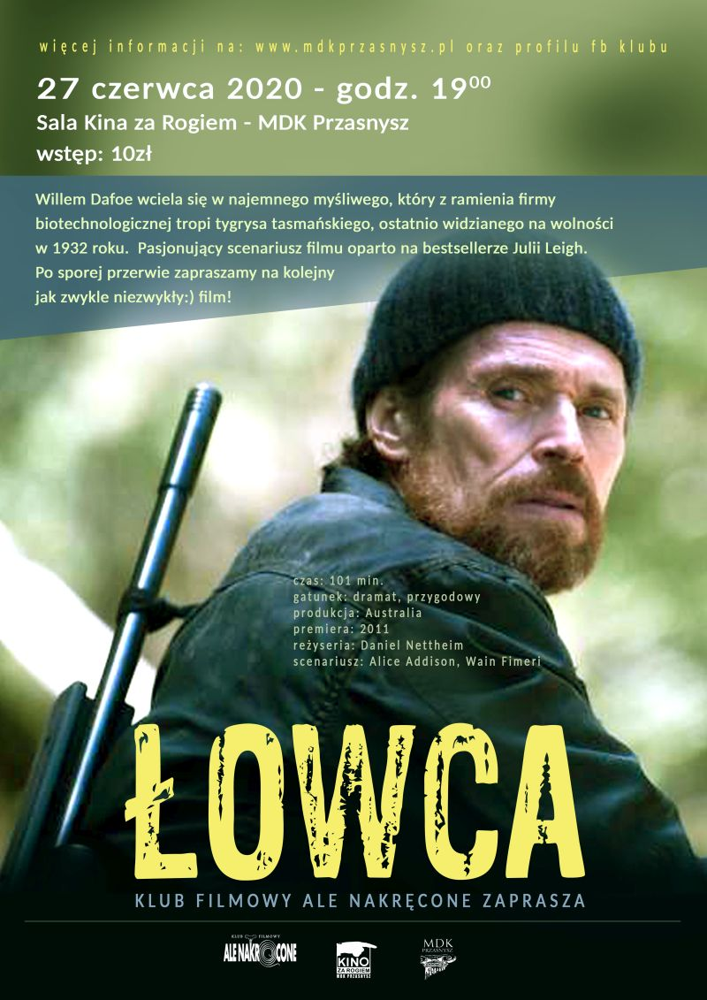 więcej informacji na: www.mdkprzasnysz.pl oraz profilu fb klubu
27 czerwca 2020 - godz. 19⁰⁰
Sala Kina za Rogiem - MDK Przasnysz
wstęp: 10zł
Willem Dafoe wciela się w najemnego myśliwego, który z ramienia firmy
biotechnologicznej tropi tygrysa tasmańskiego, ostatnio widzianego na wolności
w 1932 roku.  Pasjonujący scenariusz filmu oparto na bestsellerze Julii Leigh.
Po sporej przerwie zapraszamy na kolejny
jak zwykle niezwykły:) film!
czas: 101 min.
gatunek: dramat, przygodowy
produkcja: Australia
premiera: 2011
reżyseria: Daniel Nettheim
scenariusz: Alice Addison, Wain Fimeri
ŁOWCA
KLUB FILMOWY ALE NAKRĘCONE ZAPRASZA
KLUB FILMOWY
ALE NAKRĘCONE
KINO
ZA ROGIEM
MDK PRZASNYSZ
MDK
PRZASNYSZ